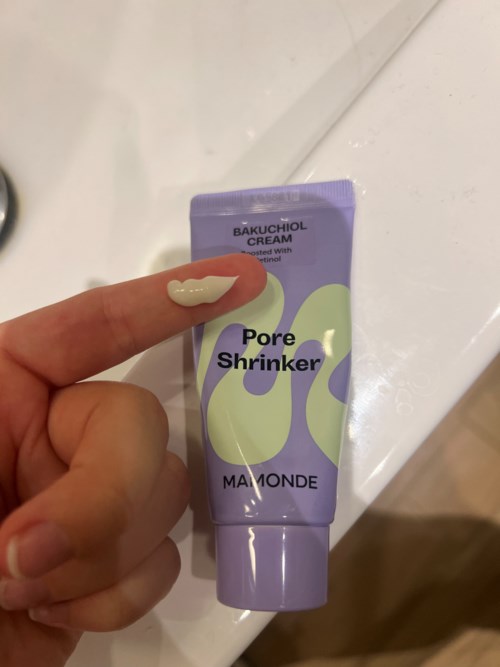 BAKUCHIOL
CREAM
With
Pore
Shrinker
MAMONDE